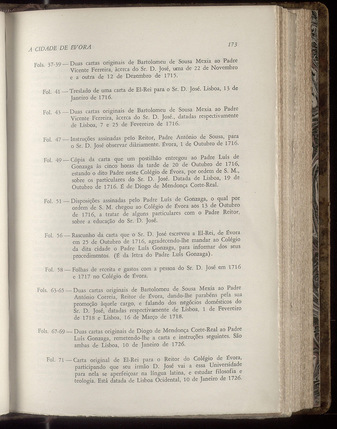 A CIDADE DE ÉVORA 175
Fols. 37-39 — Duas cartas originais de Bartolomeu de Sousa Mexia ao Padre
Vicente Ferreira, ácerca do Sr. D. José, uma de 22 de Novembro
e a outra de 12 de Dezembro de 1715.
Fol. 41 — Treslado de uma carta de El-Rei para o Sr. D. José. Lisboa, 13 de
Janeiro de 1716.
Fol. 43 — Duas cartas originais de Bartolomeu de Sousa Mexia ao Padre
Vicente Ferreira, ácerca do Sr. D. José, datadas respectivamente
de Lisboa, 7 e 25 de Fevereiro de 1716.
Fol. 47 — Instruções assinadas pelo Reitor, Padre António de Sousa, para
o Sr. D. José observar diáriamente. Évora, 1 de Outubro de 1716.
Fol. 49 — Cópia da carta que um postilhão entregou ao Padre Luís de
Gonzaga às cinco horas da tarde de 20 de Outubro de 1716,
estando o dito Padre neste Colégio de Évora, por ordem de S. M.,
sobre os particulares do Sr. D. José. Datada de Lisboa, 19 de
Outubro de 1716. É de Diogo de Mendonça Corte-Real.
Fol. 51 — Disposições assinadas pelo Padre Luís de Gonzaga, o qual por
ordem de S. M. chegou ao Colégio de Évora aos 13 de Outubro
de 1716, a tratar de alguns particulares com o Padre Reitor,
sobre a educação do Sr. D. José.
Fol. 56 — Rascunho da carta que o Sr. D. José escreveu a El-Rei, de Évora
em 25 de Outubro de 1716, agradecendo-lhe mandar ao Colégio
da dita cidade o Padre Luís Gonzaga, para informar dos seus
procedimentos. (É da letra do Padre Luís Gonzaga).
Fol. 58 — Folhas de receita e gastos com a pessoa do Sr. D. José em 1716
e 1717 no Colégio de Évora.
Fols. 63-65 — Duas cartas originais de Bartolomeu de Sousa Mexia ao Padre
António Correia, Reitor de Évora, dando-lhe parabéns pela sua
promoção àquele cargo, e falando dos negócios domésticos do
Sr. D. José, datadas respectivamente de Lisboa, 1 de Fevereiro
de 1718 e Lisboa, 16 de Março de 1718.
Fols. 67-69 — Duas cartas originais de Diogo de Mendonça Corte-Real ao Padre
Luís Gonzaga, remetendo-lhe a carta e instruções seguintes. São
ambas de Lisboa, 10 de Janeiro de 1726.
Fol. 71 — Carta original de El-Rei para o Reitor do Colégio de Évora,
participando que seu irmão D. José vai a essa Universidade
para nela se aperfeiçoar na língua latina, e estudar filosofia e
teologia. Está datada de Lisboa Ocidental, 10 de Janeiro de 1726.